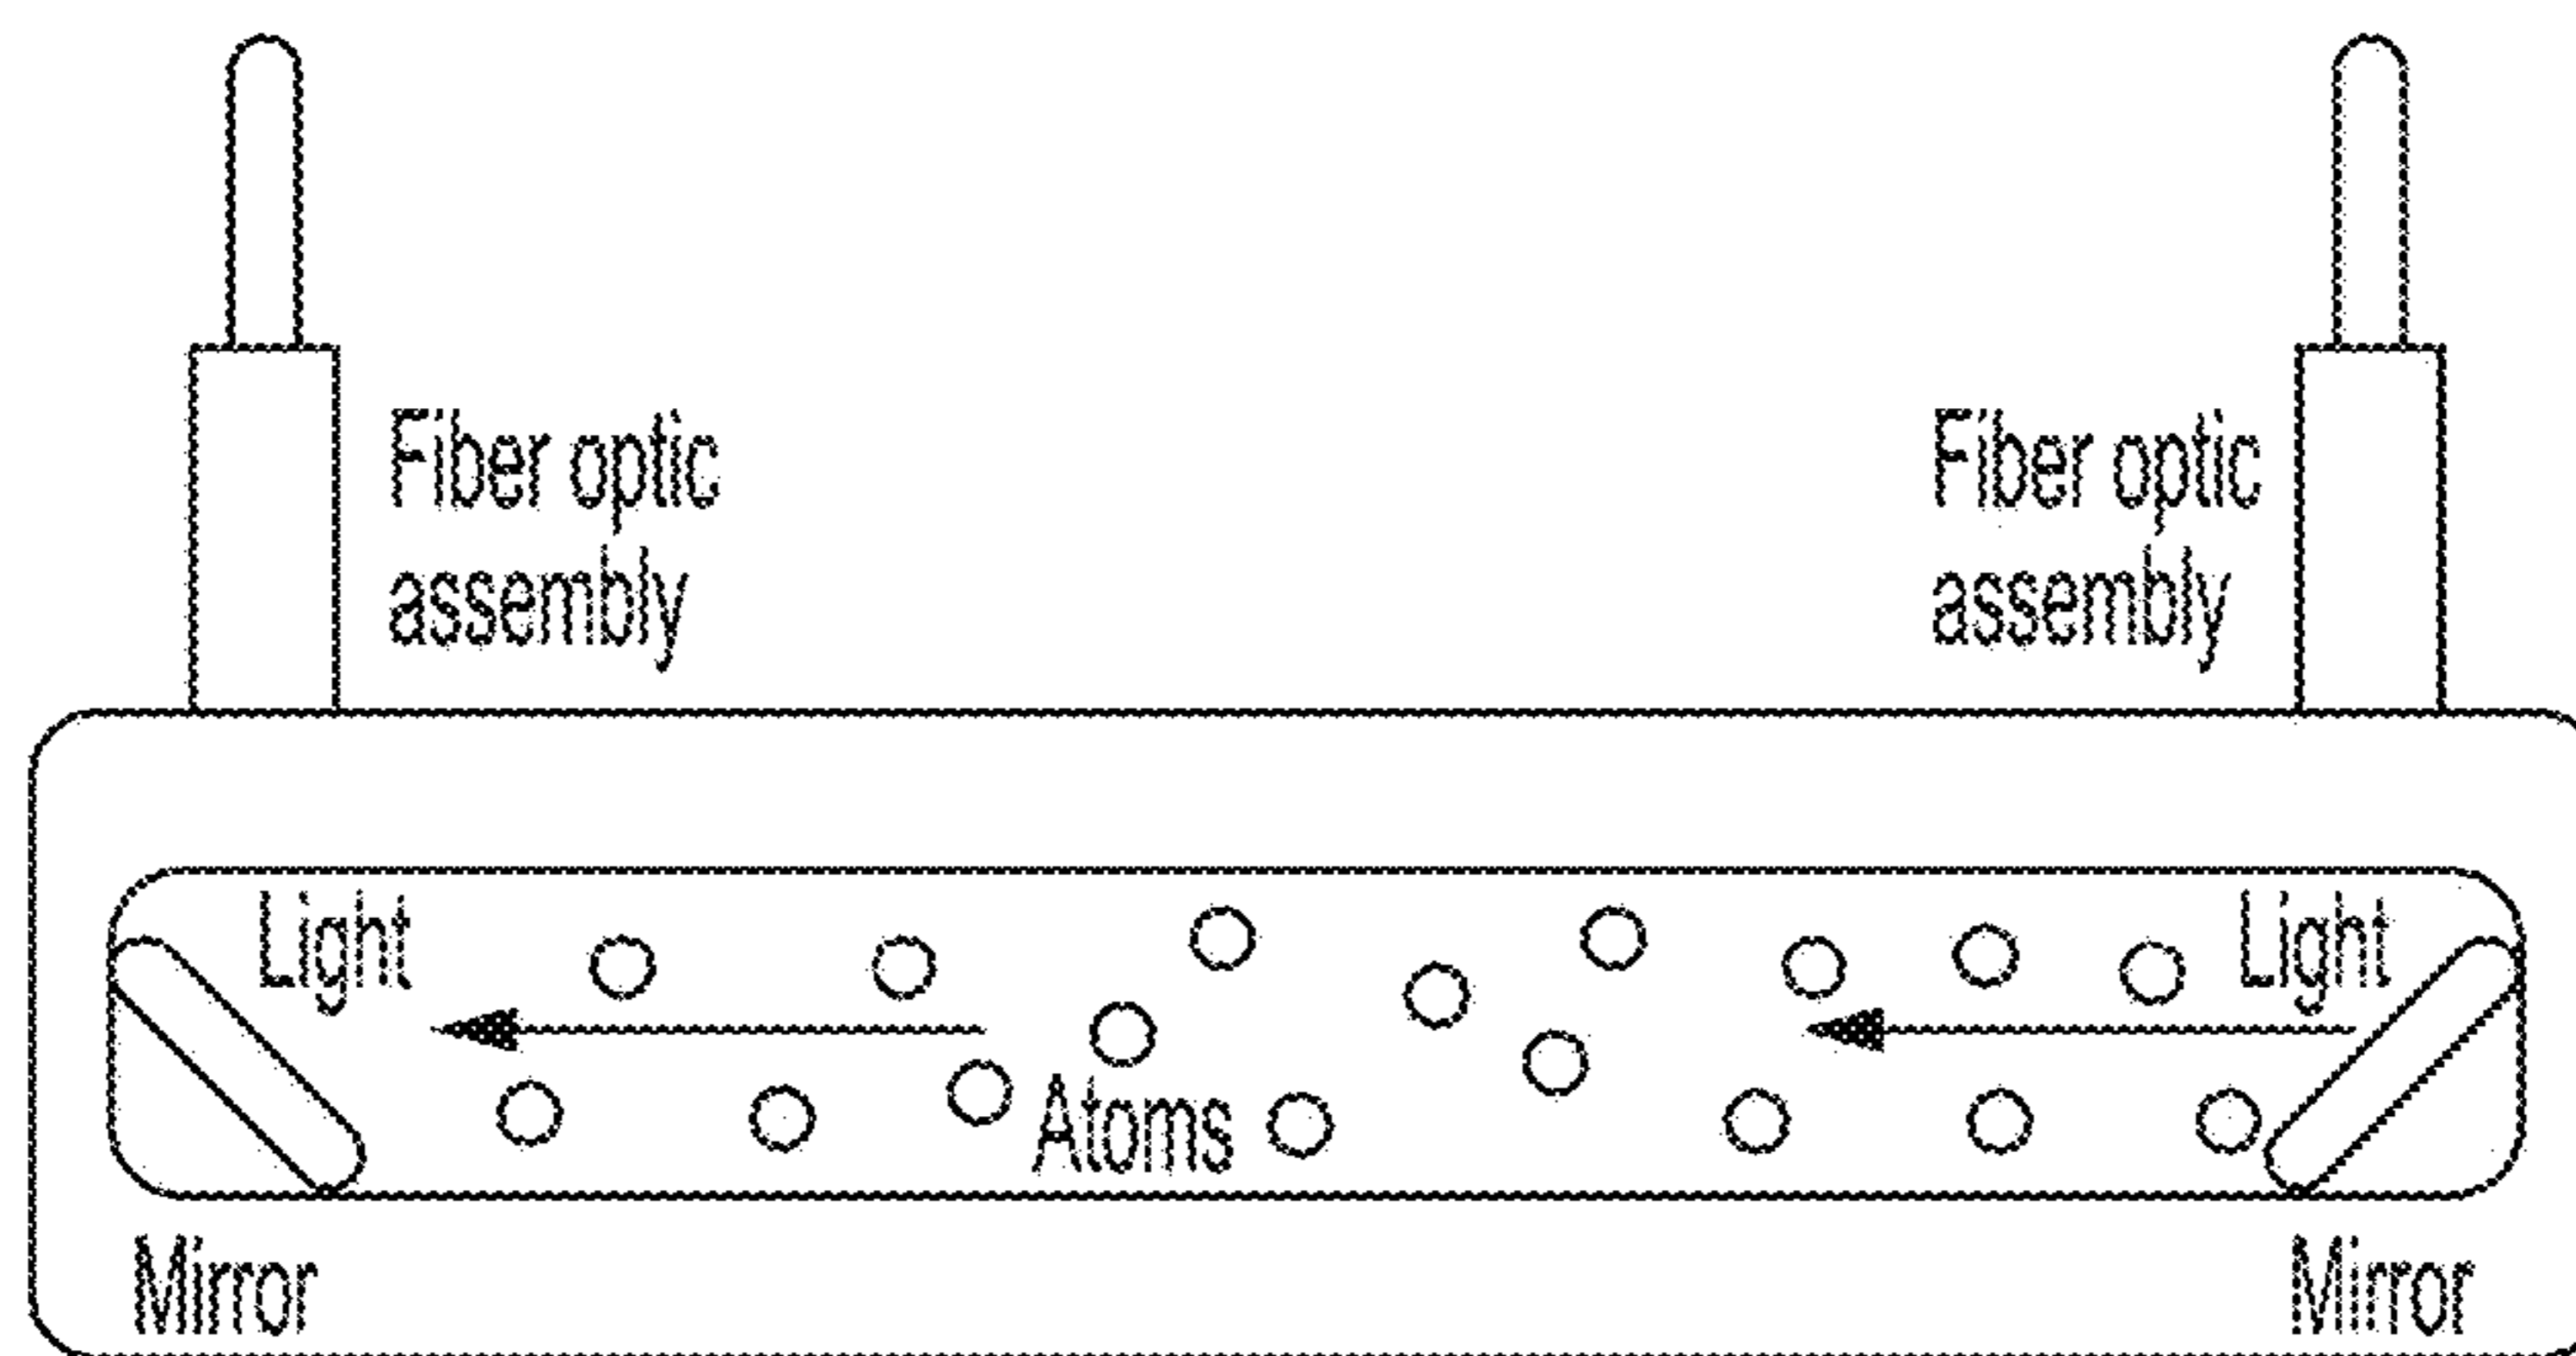 Fiber optic
assembly
Fiber optic
assembly
Light
Light
Atoms
Mirror
Mirror